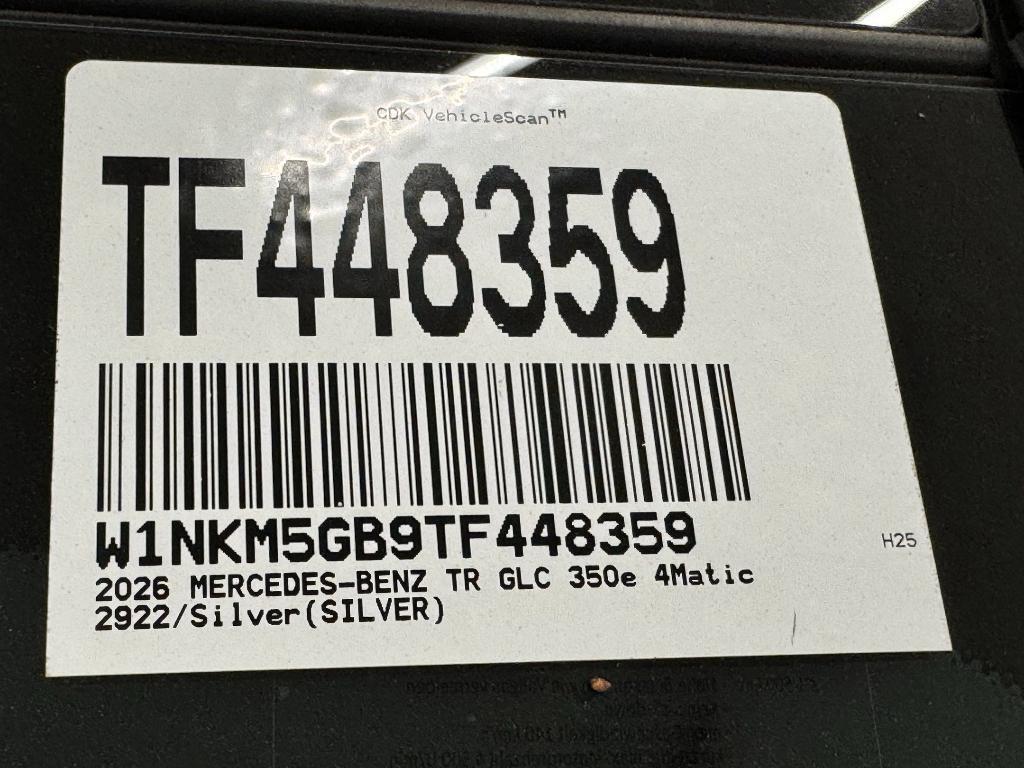 CDK VehicleScan™
TF448359
W1NKM5GB9TF448359
H25
2026 MERCEDES-BENZ TR GLC 350e 4Matic
2922/Silver(SILVER)